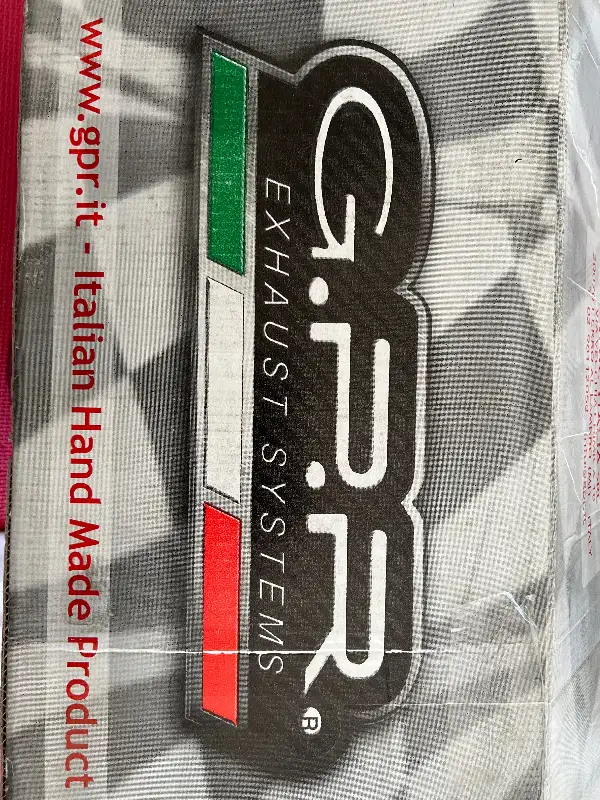 G.P.R
®
EXHAUST SYSTEMS
www.gpr.it - Italian Hand Made Product